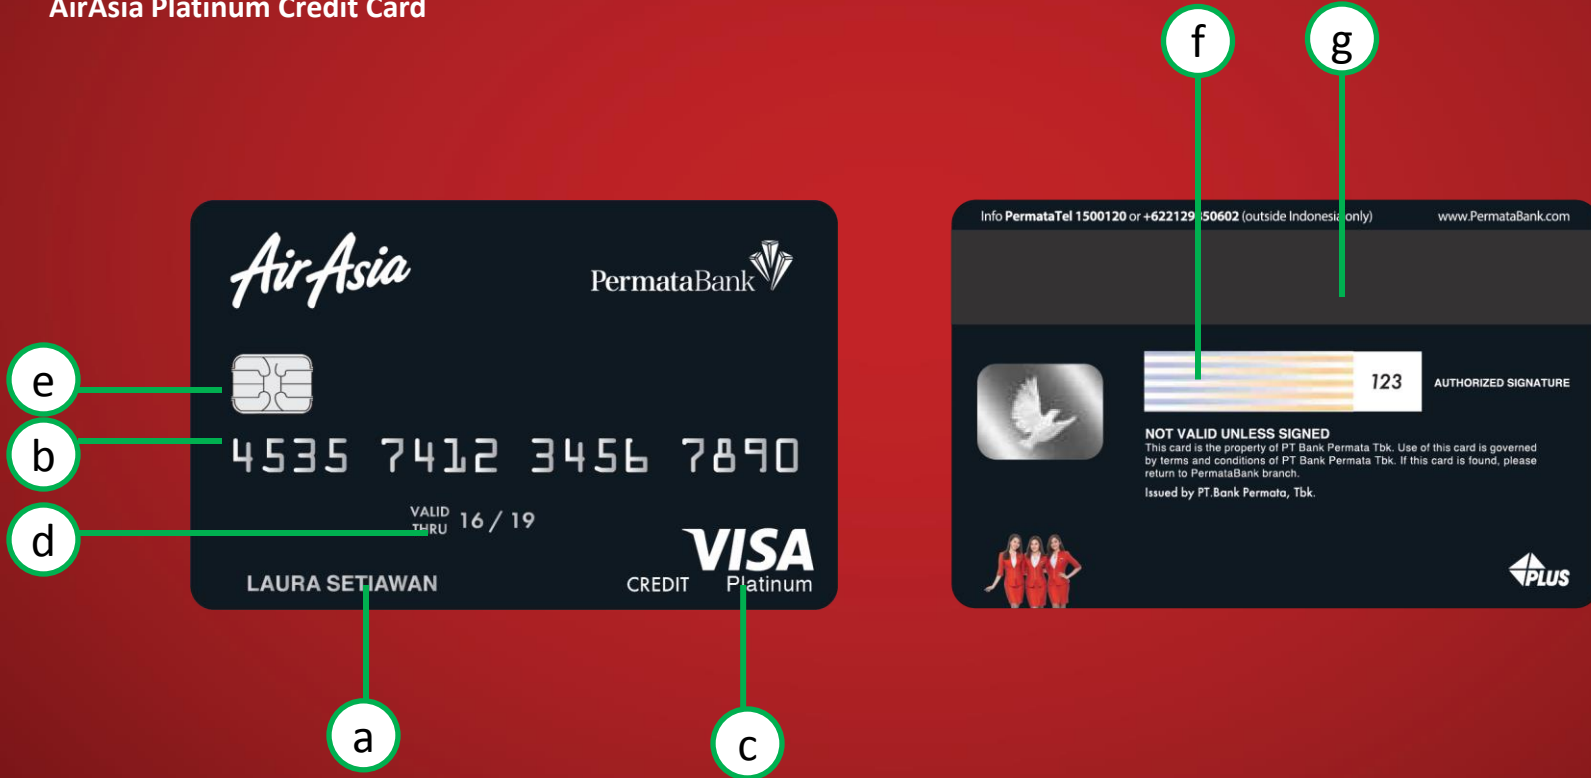 AirAsia Platinum Credit Card
f
g
AirAsia
PermataBank
e
b
4535 7412 3456 7890
VALID
THRU 16 / 19
d
LAURA SETIAWAN
VISA
CREDIT Platinum
a
c
Info PermataTel 1500120 or +622129850602 (outside Indonesia only) www.PermataBank.com
123
AUTHORIZED SIGNATURE
NOT VALID UNLESS SIGNED
This card is the property of PT Bank Permata Tbk. Use of this card is governed
by terms and conditions of PT Bank Permata Tbk. If this card is found, please
return to PermataBank branch.
Issued by PT.Bank Permata, Tbk.
PLUS